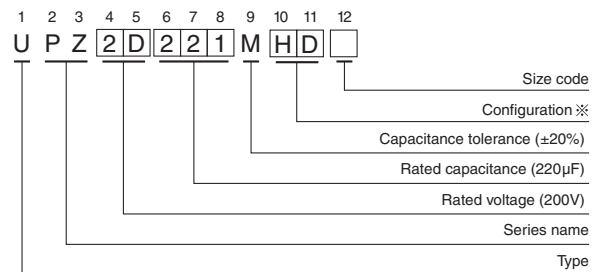 1 2 3 4 5 6 7 8 9 10 11 12
U P Z 2 D 2 2 1 M H D
Size code
Configuration ※
Capacitance tolerance (±20%)
Rated capacitance (220µF)
Rated voltage (200V)
Series name
Type